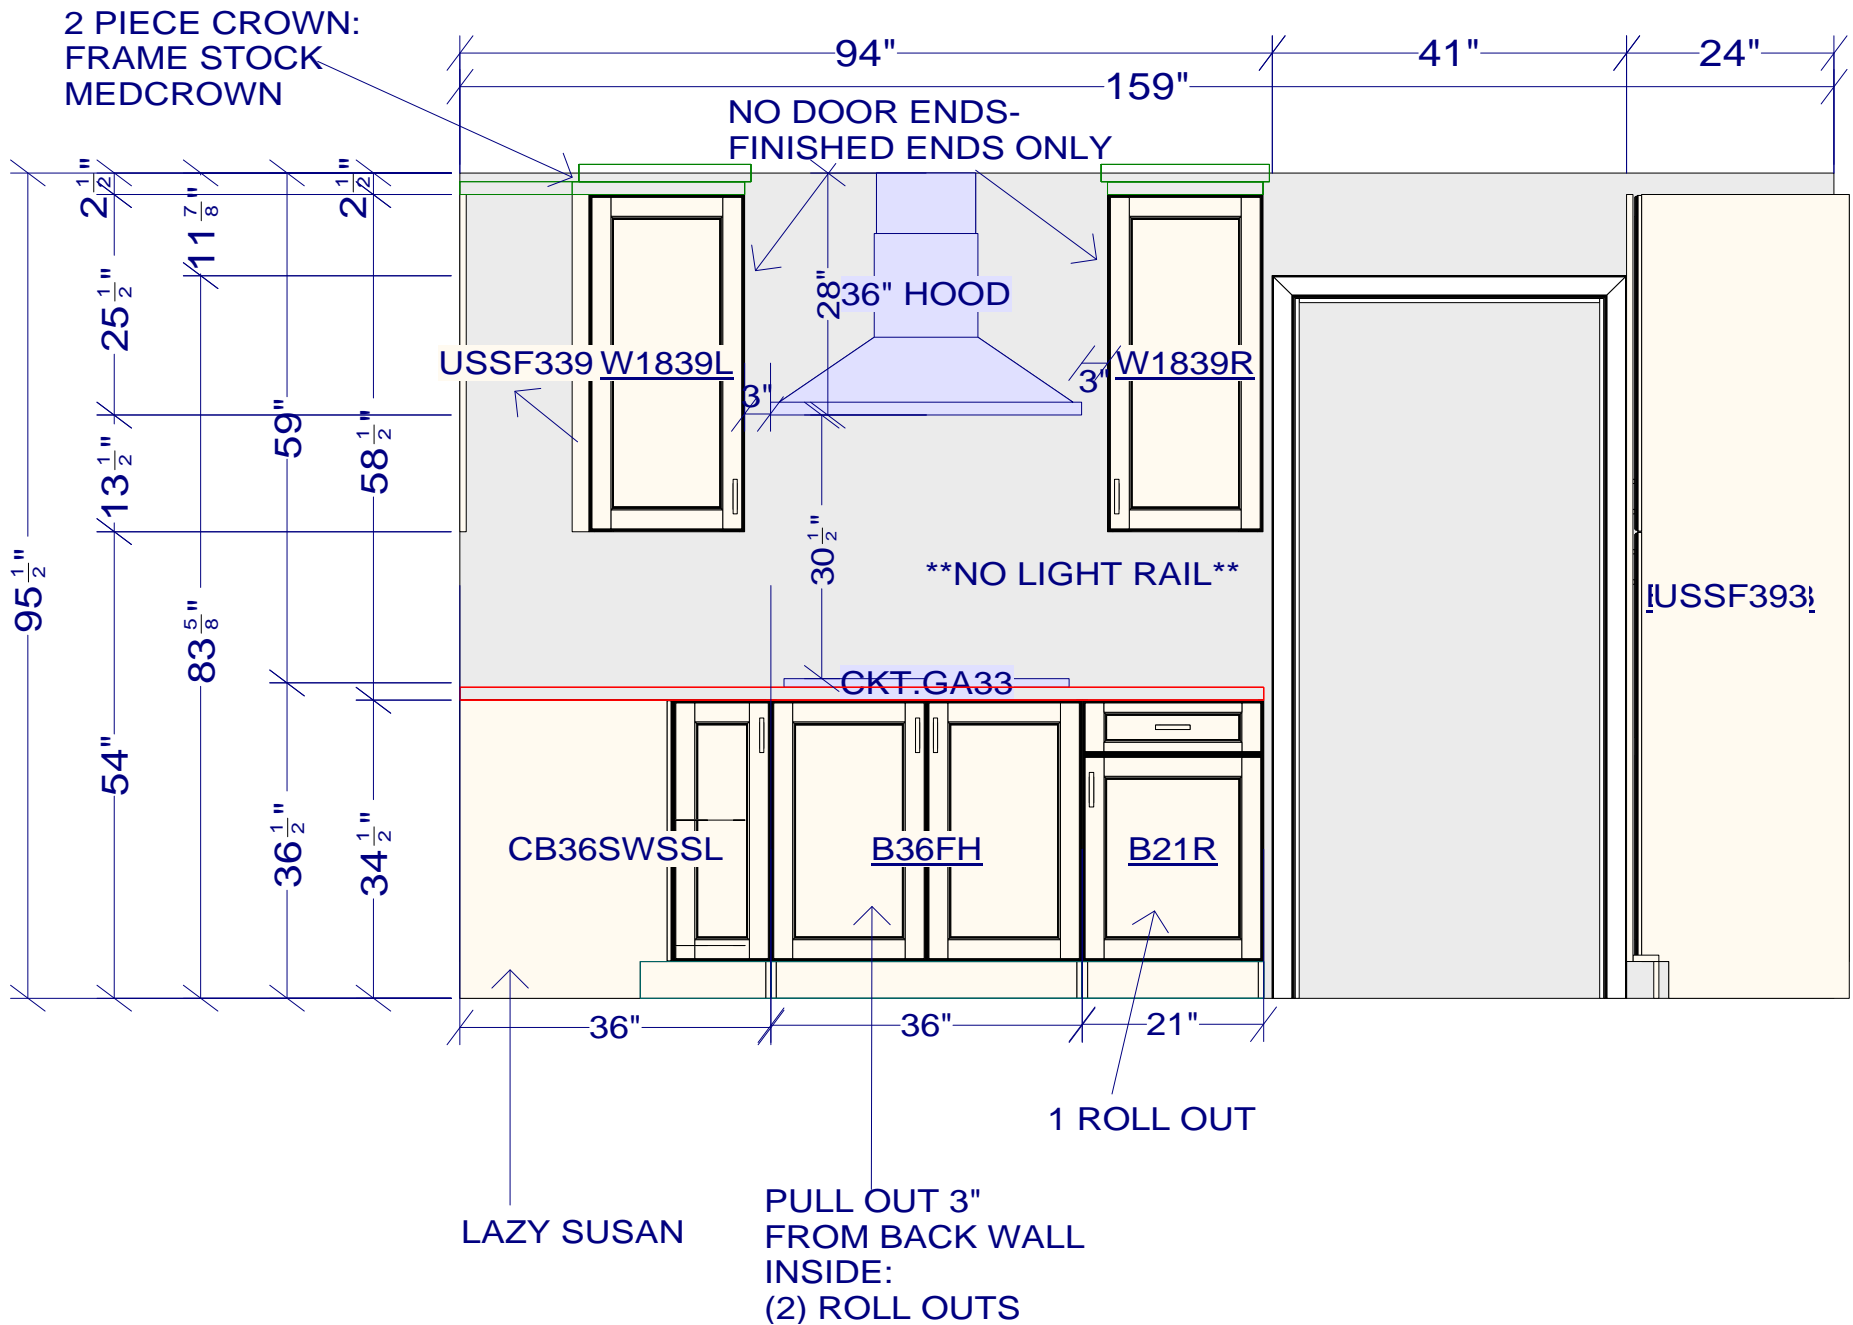 2 PIECE CROWN:
FRAME STOCK
MEDCROWN
94"
41"
24"
159"
NO DOOR ENDS-
FINISHED ENDS ONLY
2 1/2"
11 7/8"
2 1/2"
25 1/2"
28"
36" HOOD
USSF339
W1839L
W1839R
3"
3"
59"
58 1/2"
13 1/2"
30 1/2"
**NO LIGHT RAIL**
95 1/2"
83 5/8"
USSF393
CKT.GA33
54"
36 1/2"
34 1/2"
CB36SWSSL
B36FH
B21R
36"
36"
21"
1 ROLL OUT
LAZY SUSAN
PULL OUT 3"
FROM BACK WALL
INSIDE:
(2) ROLL OUTS